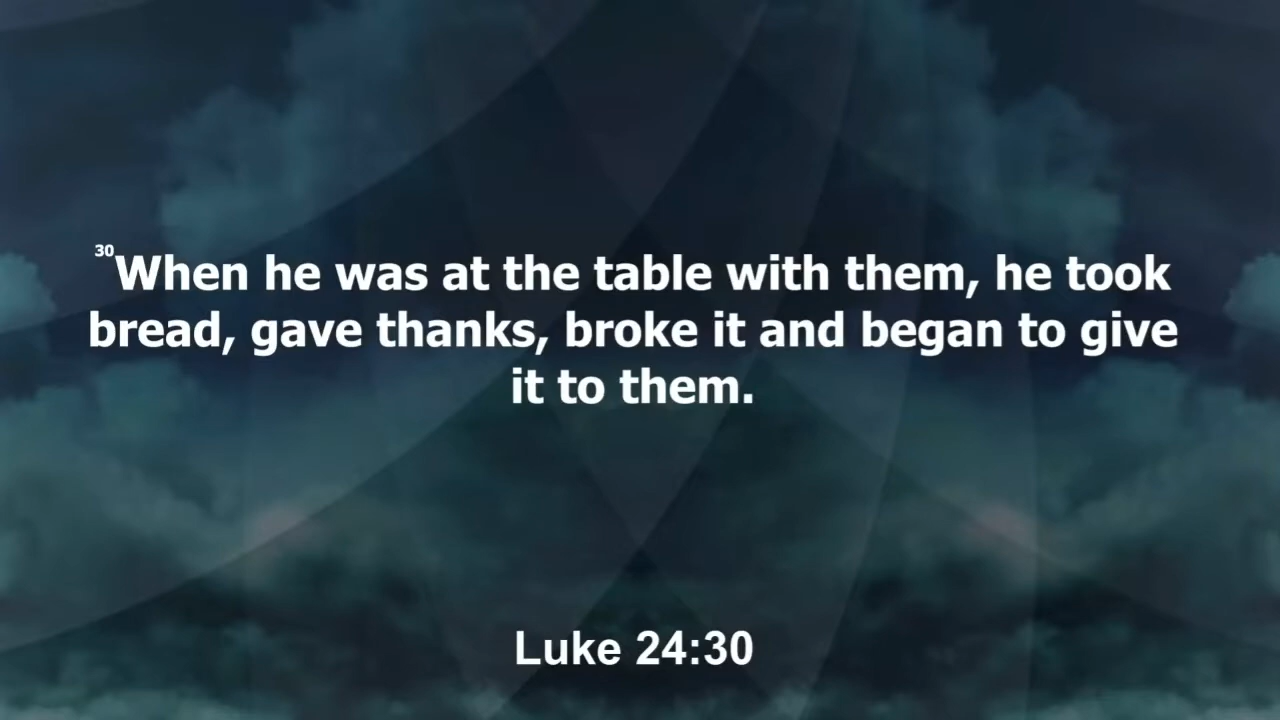 30When he was at the table with them, he took
bread, gave thanks, broke it and began to give
it to them.
Luke 24:30